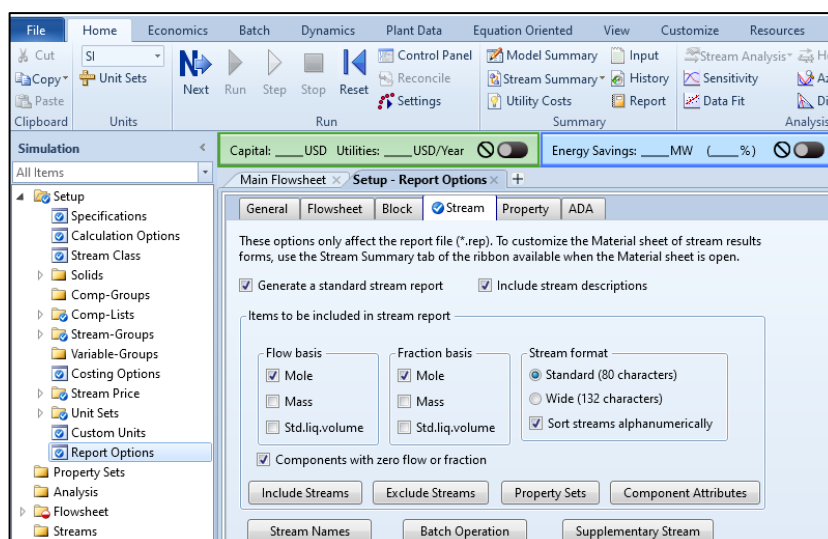 File Home Economics Batch Dynamics Plant Data Equation Oriented View Customize Resources
Cut SI Control Panel Model Summary Input Stream Analysis
Copy Unit Sets Next Run Step Stop Reset Reconcile Stream Summary History Sensitivity
Paste Settings Utility Costs Report Data Fit
Clipboard Units Run Summary Analysis
Simulation Capital: ____USD Utilities: ____USD/Year Energy Savings: ____MW (____%)
All Items Main Flowsheet Setup - Report Options
Setup General Flowsheet Block Stream Property ADA
Specifications
Calculation Options These options only affect the report file (*.rep). To customize the Material sheet of stream results
Stream Class forms, use the Stream Summary tab of the ribbon available when the Material sheet is open.
Solids Generate a standard stream report Include stream descriptions
Comp-Groups
Comp-Lists Items to be included in stream report
Stream-Groups
Variable-Groups Flow basis Fraction basis Stream format
Costing Options Mole Mole Standard (80 characters)
Stream Price Mass Mass Wide (132 characters)
Unit Sets Std.liq.volume Std.liq.volume Sort streams alphanumerically
Custom Units
Report Options Components with zero flow or fraction
Property Sets
Analysis Include Streams Exclude Streams Property Sets Component Attributes
Flowsheet
Streams Stream Names Batch Operation Supplementary Stream